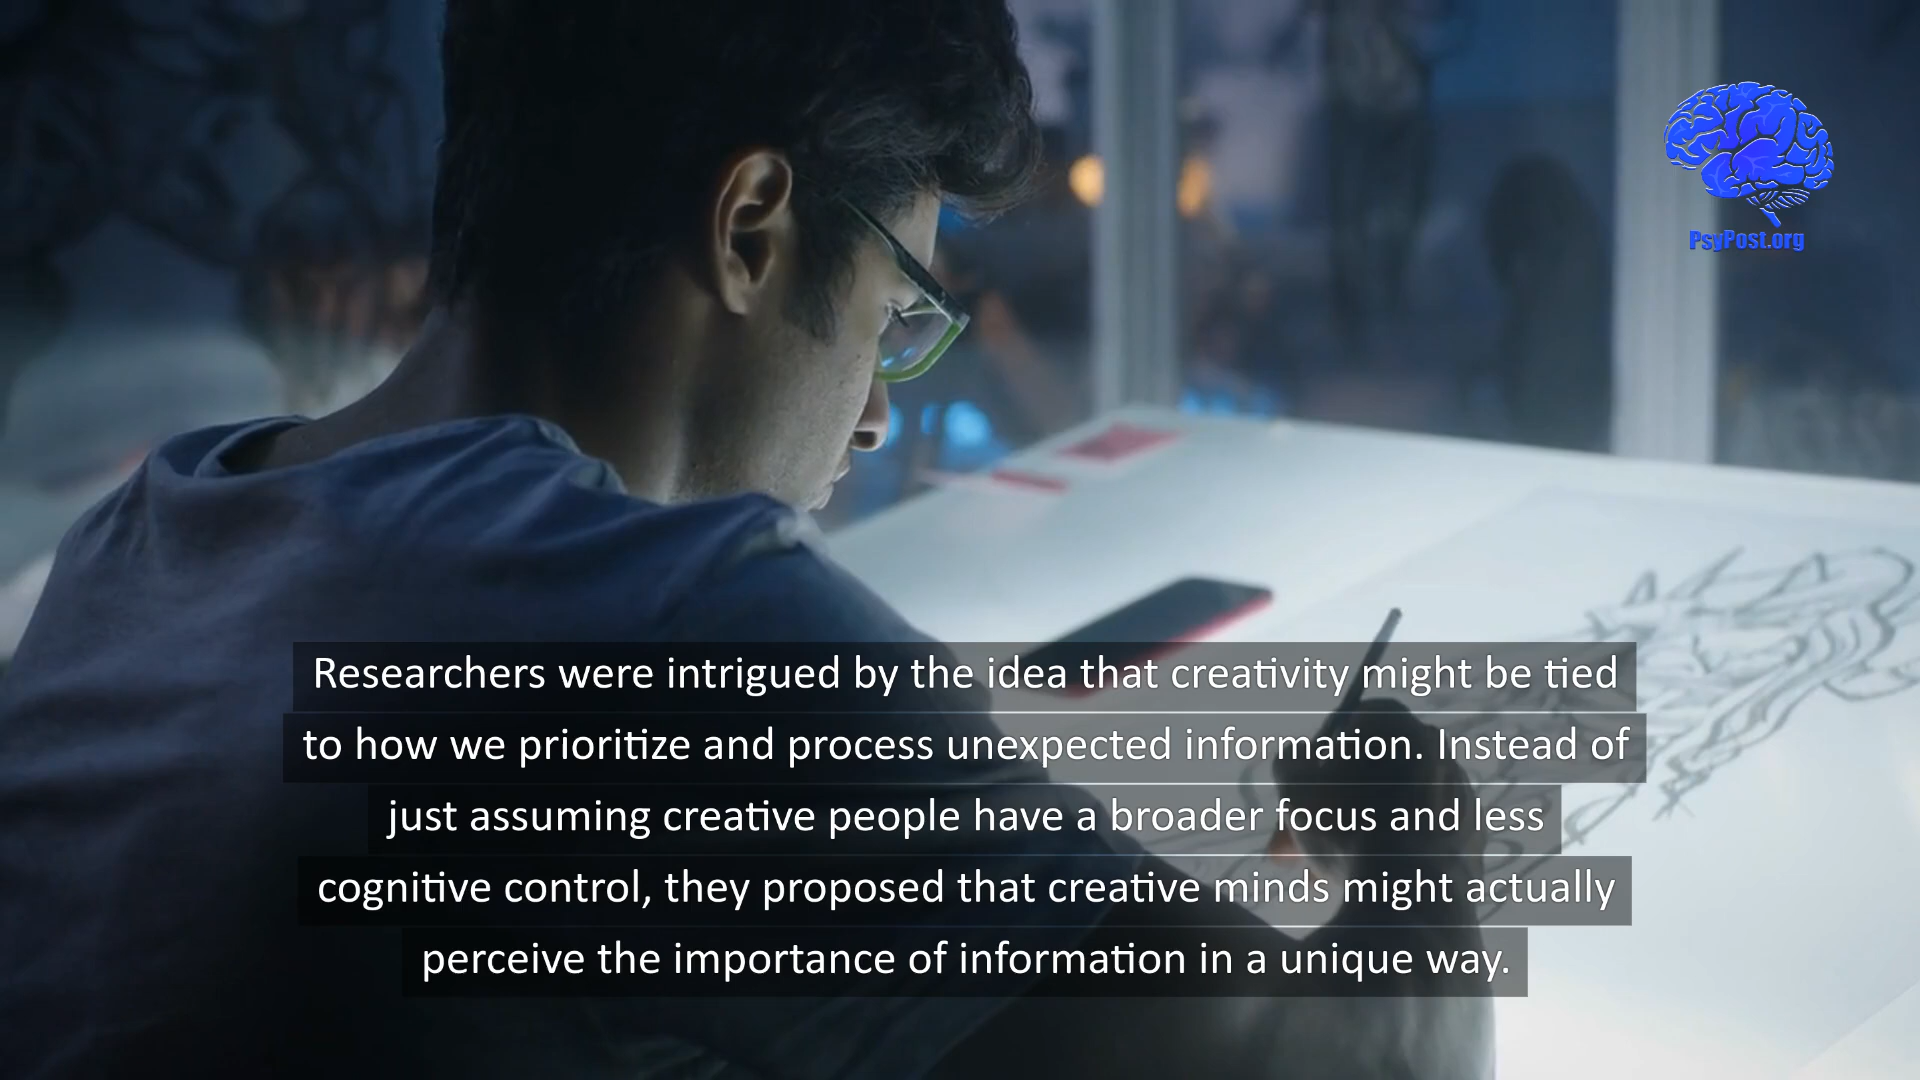 PsyPost.org
Researchers were intrigued by the idea that creativity might be tied
to how we prioritize and process unexpected information. Instead of
just assuming creative people have a broader focus and less
cognitive control, they proposed that creative minds might actually
perceive the importance of information in a unique way.